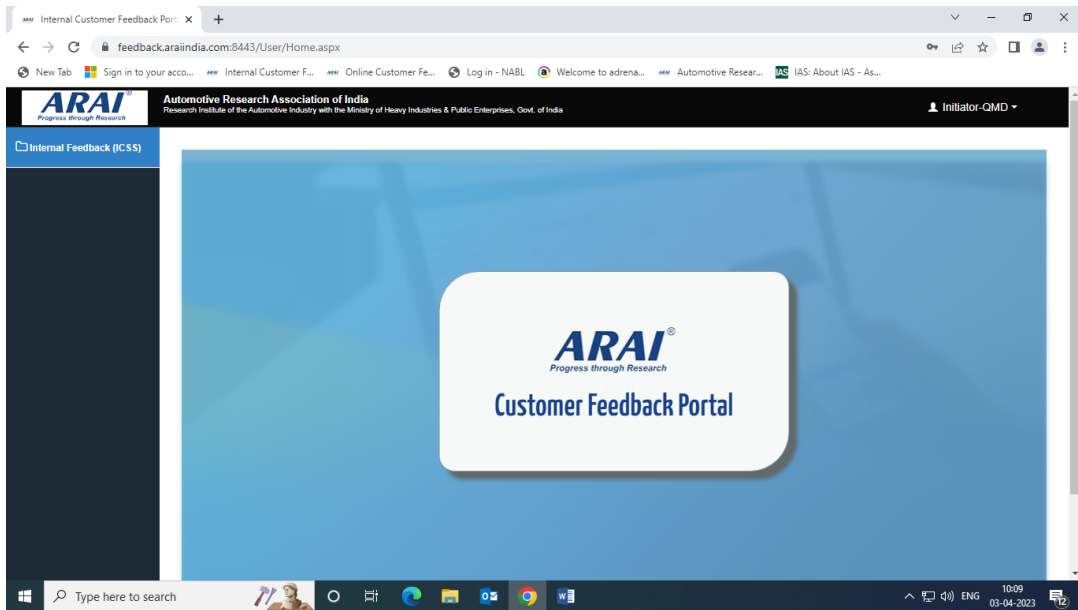 Internal Customer Feedback Port
feedback.araiindia.com:8443/User/Home.aspx
New Tab Sign in to your acco... Internal Customer F... Online Customer Fe... Log in - NABL Welcome to adrena... Automotive Resear... IAS IAS: About IAS - As...
ARAI®
Progress through Research
Automotive Research Association of India
Research Institute of the Automotive Industry with the Ministry of Heavy Industries & Public Enterprises, Govt. of India
Initiator-QMD
Internal Feedback (ICSS)
ARAI®
Progress through Research
Customer Feedback Portal
Type here to search
ENG
10:09
03-04-2023
12